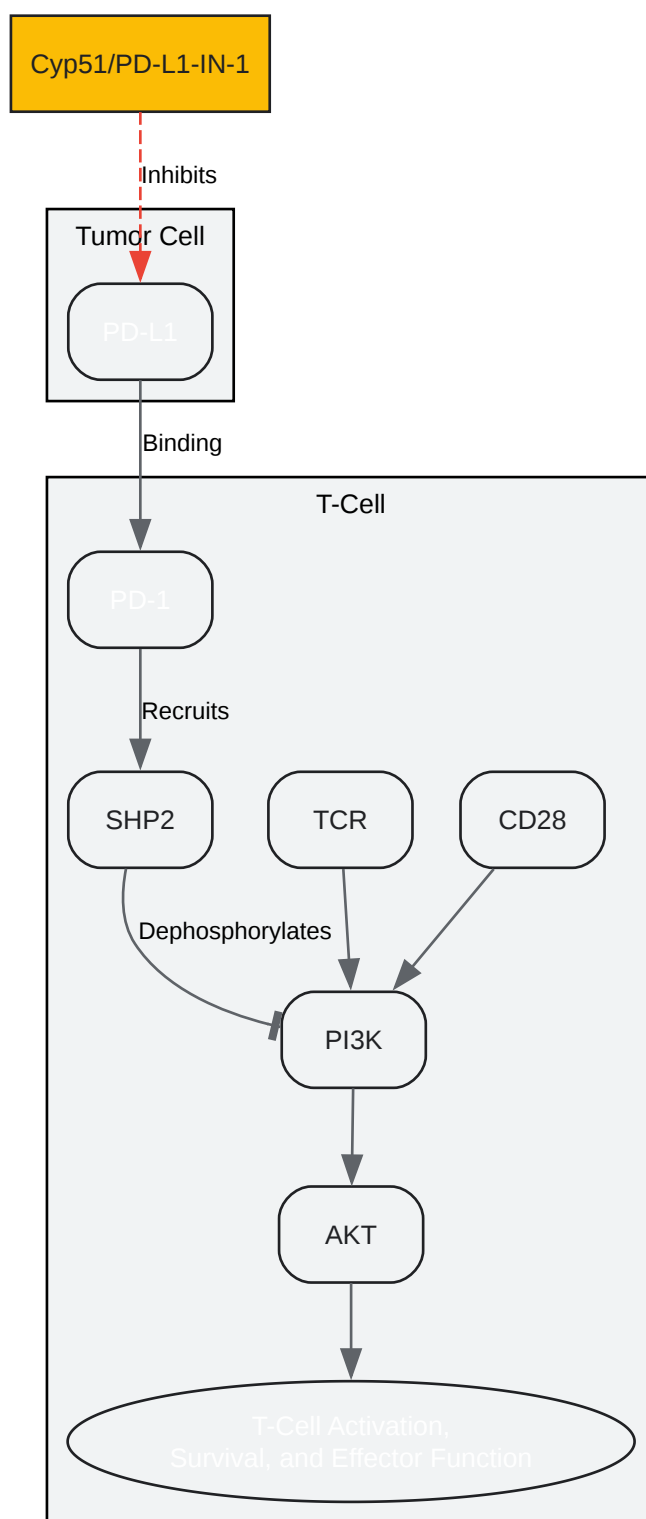 Cyp51/PD-L1-IN-1
Inhibits
Tumor Cell
PD-L1
Binding
T-Cell
PD-1
Recruits
SHP2
TCR
CD28
Dephosphorylates
PI3K
AKT
T-Cell Activation,
Survival, and Effector Function